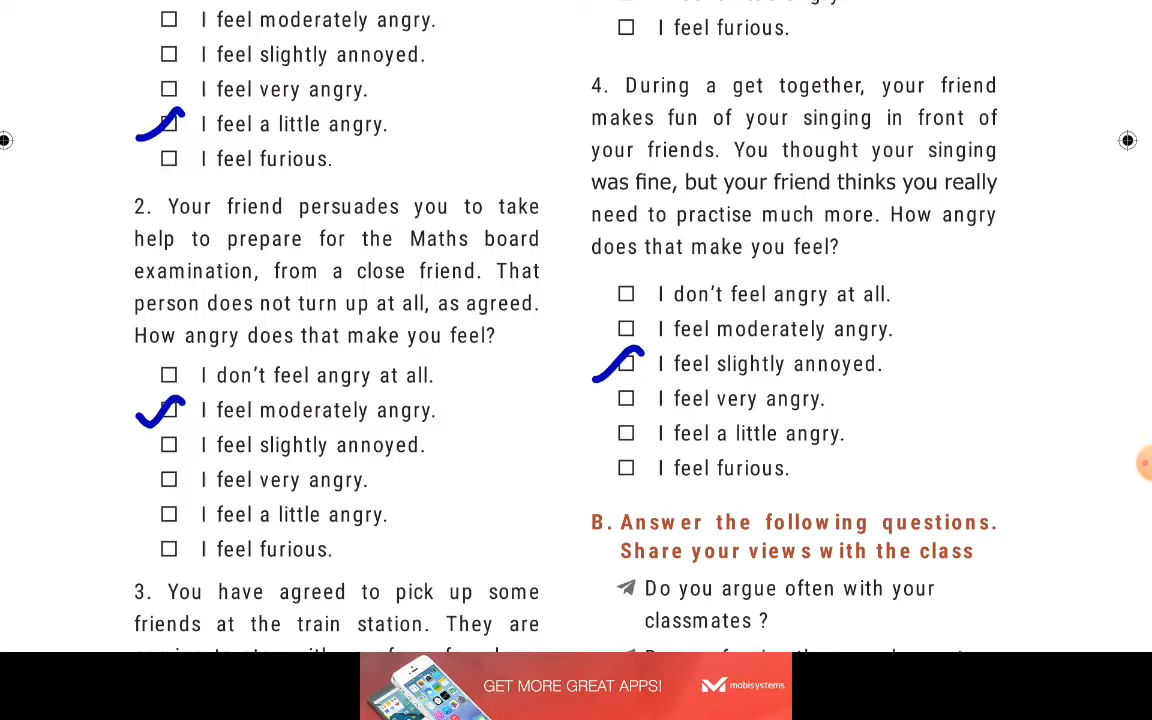 I feel moderately angry.
I feel slightly annoyed.
I feel very angry.
I feel a little angry.
I feel furious.
2. Your friend persuades you to take
help to prepare for the Maths board
examination, from a close friend. That
person does not turn up at all, as agreed.
How angry does that make you feel?
I don't feel angry at all.
I feel moderately angry.
I feel slightly annoyed.
I feel very angry.
I feel a little angry.
I feel furious.
3. You have agreed to pick up some
friends at the train station. They are
I feel furious.
4. During a get together, your friend
makes fun of your singing in front of
your friends. You thought your singing
was fine, but your friend thinks you really
need to practise much more. How angry
does that make you feel?
I don't feel angry at all.
I feel moderately angry.
I feel slightly annoyed.
I feel very angry.
I feel a little angry.
I feel furious.
B. Answer the following questions.
Share your views with the class
Do you argue often with your
classmates ?
GET MORE GREAT APPS!
mobisystems